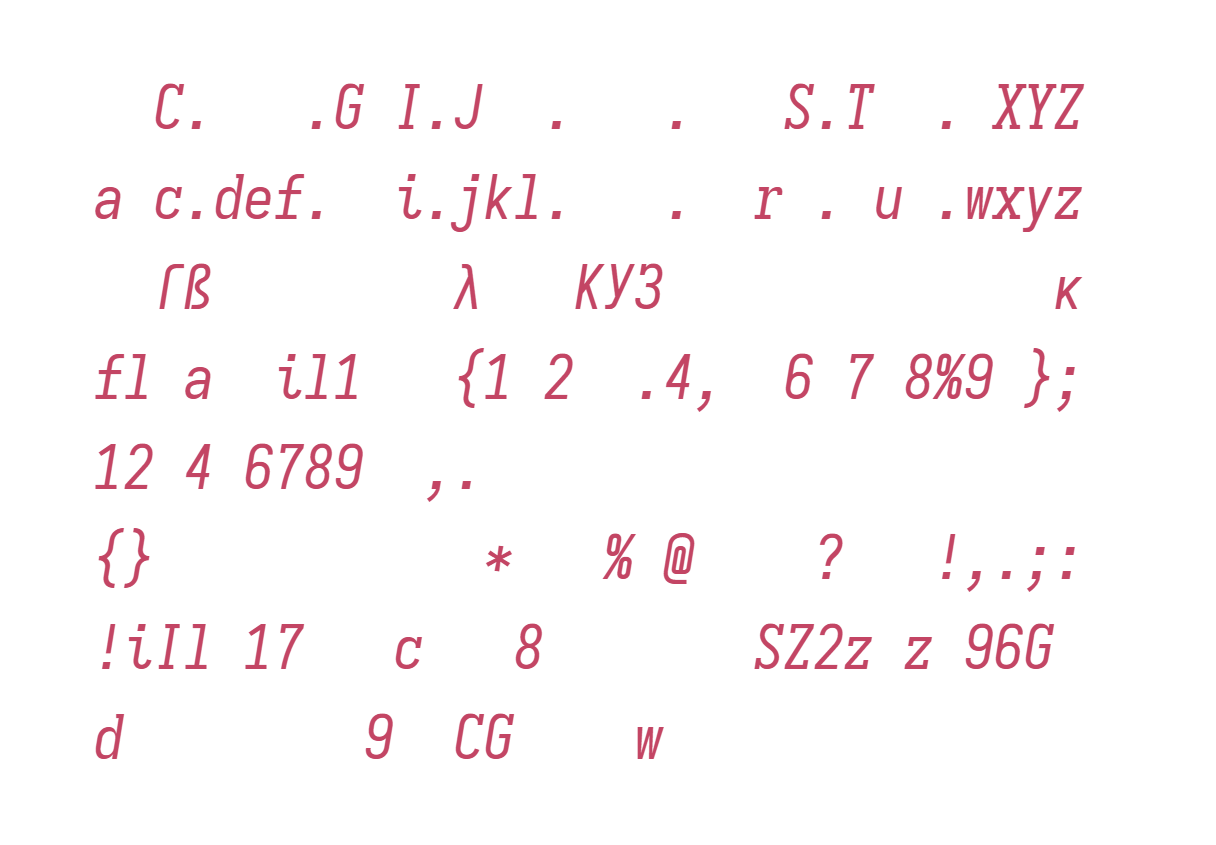 C.   .G I.J  .   .   S.T  . XYZ
a c.def.  i.jkl.   .  r . u .wxyz
ſß        λ   КУЗ             к
fl a  il1   {1 2  .4,  6 7 8%9 };
12 4 6789  ,.
{}           *   % @    ?   !,.;:
!iIl 17   c   8       SZ2z z 96G
d        9  CG    w